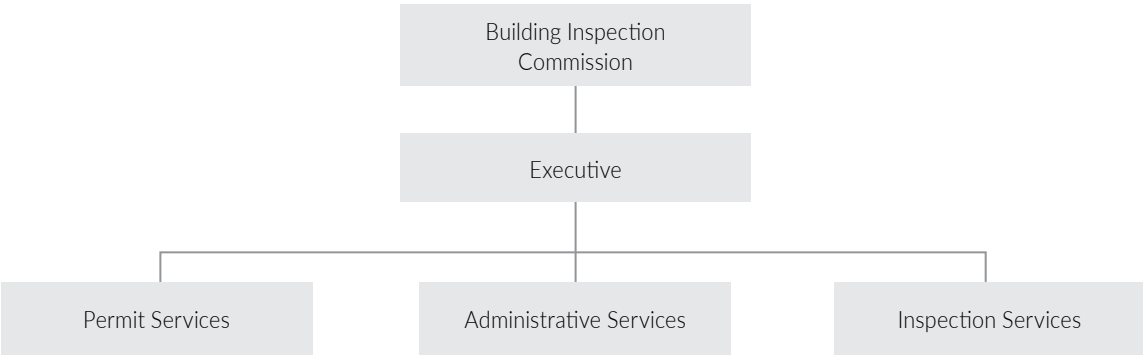 Building Inspection
Commission
Executive
Permit Services
Administrative Services
Inspection Services